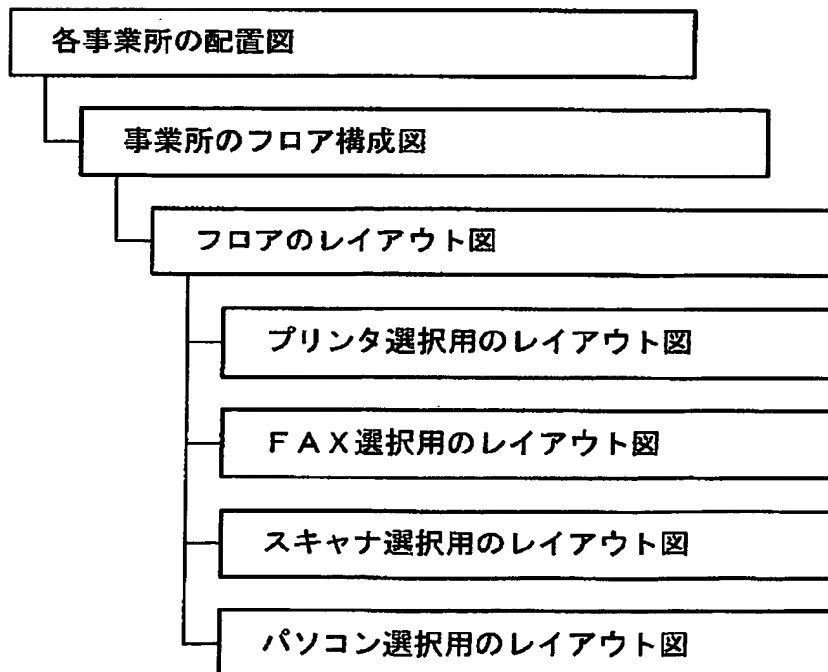 各事業所の配置図
事業所のフロア構成図
フロアのレイアウト図
プリンタ選択用のレイアウト図
ＦＡＸ選択用のレイアウト図
スキャナ選択用のレイアウト図
パソコン選択用のレイアウト図